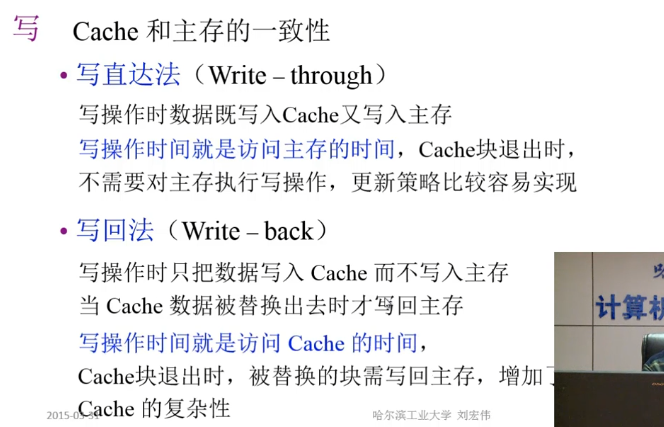 写 Cache 和主存的一致性
• 写直达法（Write – through）
写操作时数据既写入Cache又写入主存
写操作时间就是访问主存的时间，Cache块退出时，
不需要对主存执行写操作，更新策略比较容易实现
• 写回法（Write – back）
写操作时只把数据写入 Cache 而不写入主存
当 Cache 数据被替换出去时才写回主存
写操作时间就是访问 Cache 的时间，
Cache块退出时，被替换的块需写回主存，增加了
Cache 的复杂性
哈尔滨工业大学 刘宏伟
计算机